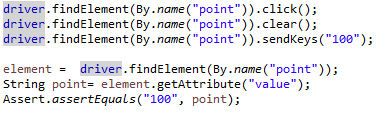 driver.findElement(By.name("point")).click();
driver.findElement(By.name("point")).clear();
driver.findElement(By.name("point")).sendKeys("100");
element =  driver.findElement(By.name("point"));
String point= element.getAttribute("value");
Assert.assertEquals("100", point);